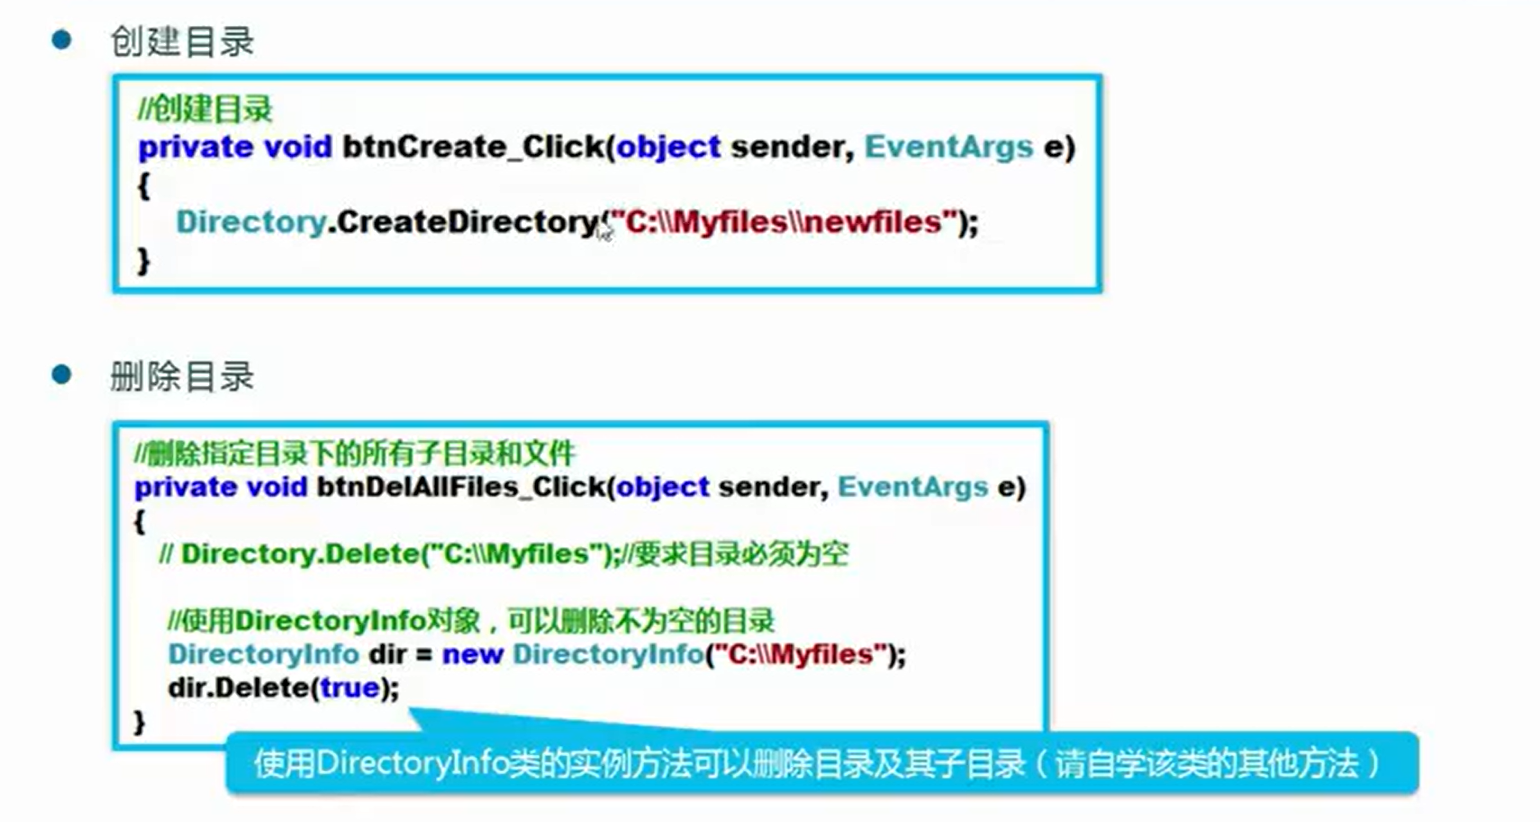 创建目录
//创建目录
private void btnCreate_Click(object sender, EventArgs e)
{
Directory.CreateDirectory("C:\\Myfiles\\newfiles");
}
删除目录
//删除指定目录下的所有子目录和文件
private void btnDelAllFiles_Click(object sender, EventArgs e)
{
// Directory.Delete("C:\\Myfiles");//要求目录必须为空
//使用DirectoryInfo对象，可以删除不为空的目录
DirectoryInfo dir = new DirectoryInfo("C:\\Myfiles");
dir.Delete(true);
}
使用DirectoryInfo类的实例方法可以删除目录及其子目录（请自学该类的其他方法）